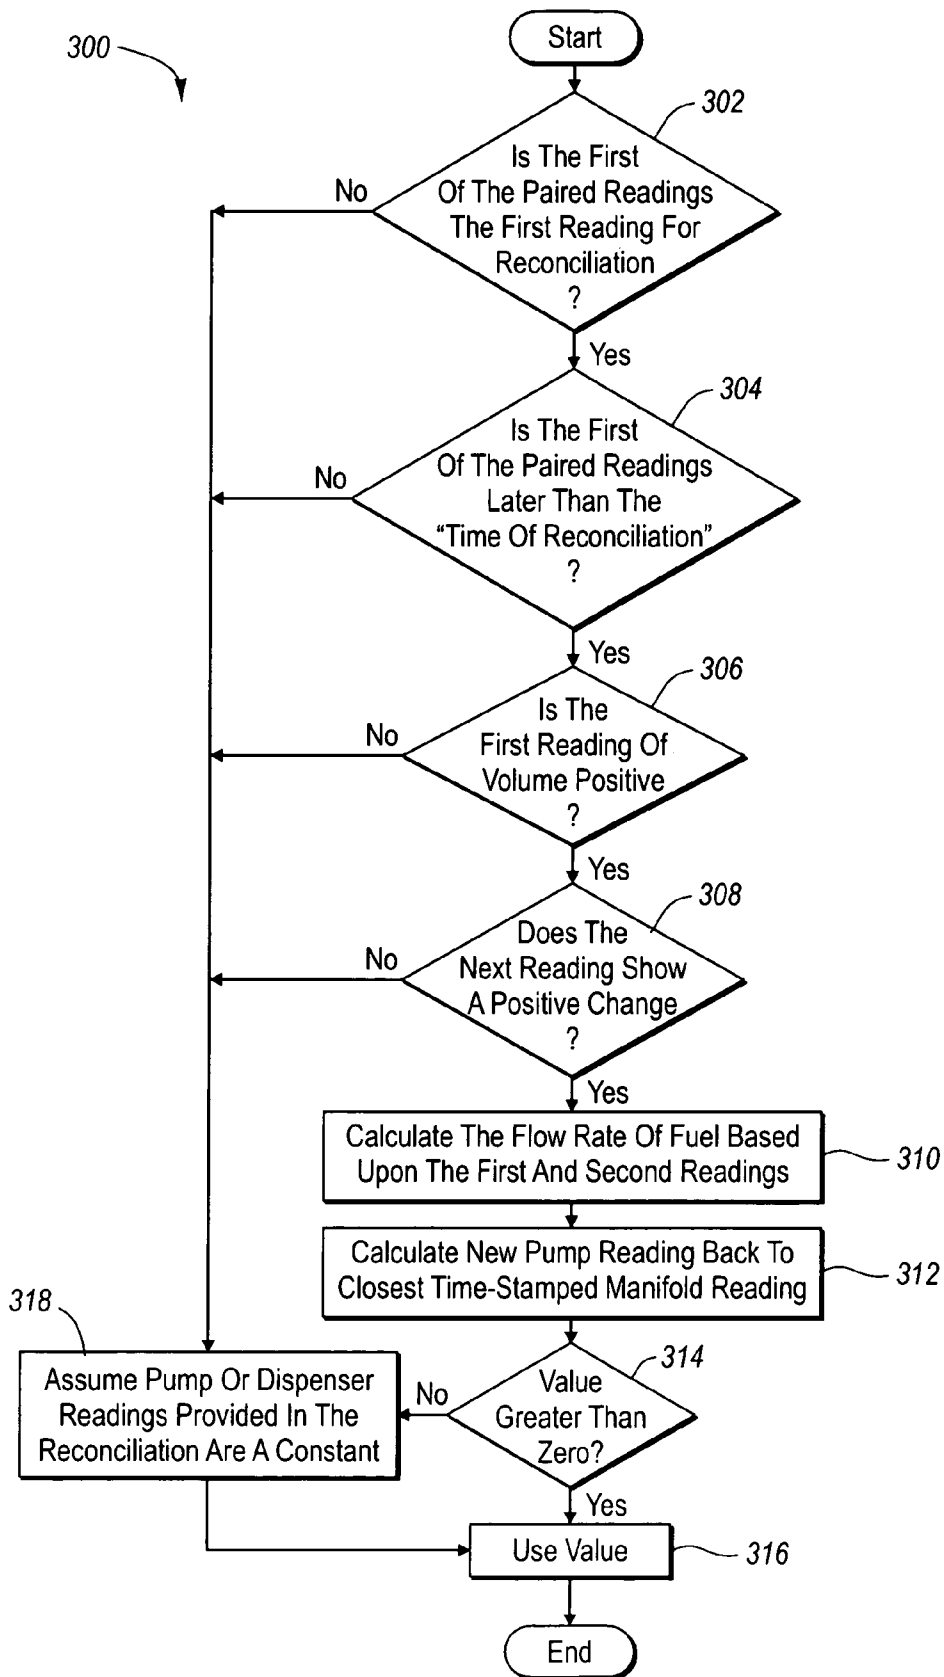 Start
300
302
Is The First
Of The Paired Readings
The First Reading For
Reconciliation
?
No
Yes
304
Is The First
Of The Paired Readings
Later Than The
“Time Of Reconciliation”
?
No
Yes
306
Is The
First Reading Of
Volume Positive
?
No
Yes
308
Does The
Next Reading Show
A Positive Change
?
No
Yes
Calculate The Flow Rate Of Fuel Based
Upon The First And Second Readings
310
Calculate New Pump Reading Back To
Closest Time-Stamped Manifold Reading
312
318
Assume Pump Or Dispenser
Readings Provided In The
Reconciliation Are A Constant
314
Value
Greater Than
Zero?
No
Yes
Use Value
316
End